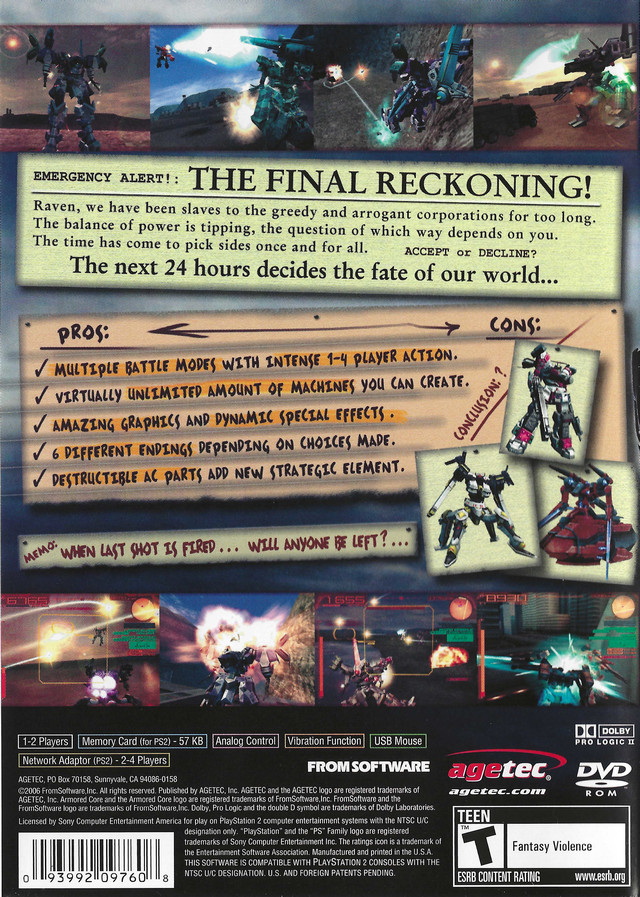 EMERGENCY ALERT!: THE FINAL RECKONING!
Raven, we have been slaves to the greedy and arrogant corporations for too long.
The balance of power is tipping, the question of which way depends on you.
The time has come to pick sides once and for all. ACCEPT or DECLINE?
The next 24 hours decides the fate of our world...
PROS: CONS:
✓ MULTIPLE BATTLE MODES WITH INTENSE 1-4 PLAYER ACTION.
✓ VIRTUALLY UNLIMITED AMOUNT OF MACHINES YOU CAN CREATE.
✓ AMAZING GRAPHICS AND DYNAMIC SPECIAL EFFECTS.
✓ 6 DIFFERENT ENDINGS DEPENDING ON CHOICES MADE.
✓ DESTRUCTIBLE AC PARTS ADD NEW STRATEGIC ELEMENT.
CONCLUSION: ?
MEMO: WHEN LAST SHOT IS FIRED... WILL ANYONE BE LEFT?...
1-2 Players Memory Card (for PS2) - 57 KB Analog Control Vibration Function USB Mouse
Network Adaptor (PS2) - 2-4 Players
DOLBY
PRO LOGIC II
FROMSOFTWARE
agetec®
agetec.com
DVD
ROM
AGETEC, PO Box 70158, Sunnyvale, CA 94086-0158
©2006 FromSoftware,Inc. All rights reserved. Published by AGETEC, Inc. AGETEC and the AGETEC logo are registered trademarks of
AGETEC, Inc. Armored Core and the Armored Core logo are registered trademarks of FromSoftware,Inc. FromSoftware and the
FromSoftware logo are trademarks of FromSoftware,Inc. Dolby, Pro Logic and the double D symbol are trademarks of Dolby Laboratories.
Licensed by Sony Computer Entertainment America for play on PlayStation 2 computer entertainment systems with the NTSC U/C
designation only. "PlayStation" and the "PS" Family logo are registered
trademarks of Sony Computer Entertainment Inc. The ratings icon is a trademark of
the Entertainment Software Association. Manufactured and printed in the U.S.A.
THIS SOFTWARE IS COMPATIBLE WITH PLAYSTATION 2 CONSOLES WITH THE
NTSC U/C DESIGNATION. U.S. AND FOREIGN PATENTS PENDING.
0 93992 09760 8
TEEN
T
Fantasy Violence
ESRB CONTENT RATING www.esrb.org